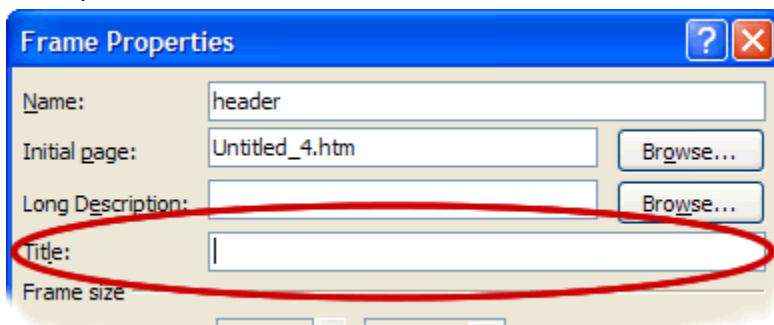 Frame Properties
Name: header
Initial page: Untitled_4.htm Browse...
Long Description: Browse...
Title:
Frame size